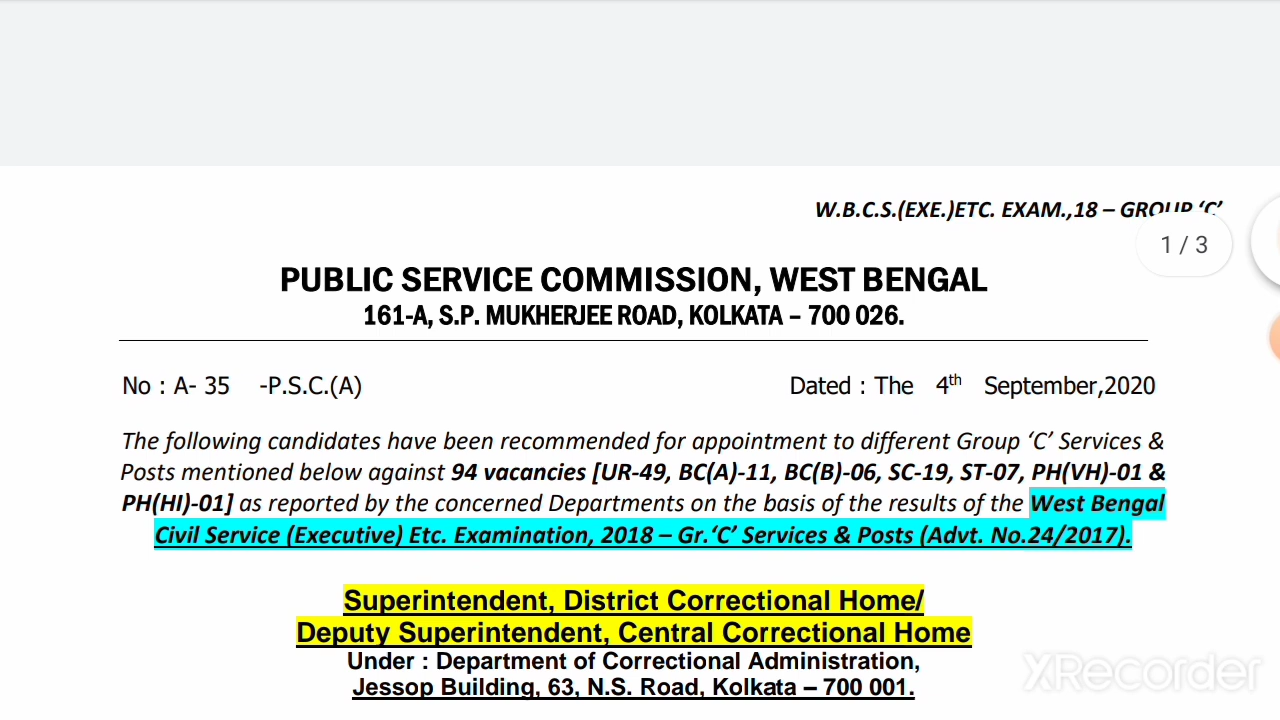 W.B.C.S.(EXE.)ETC. EXAM.,18 – GROUP ‘C’
1 / 3
PUBLIC SERVICE COMMISSION, WEST BENGAL
161-A, S.P. MUKHERJEE ROAD, KOLKATA – 700 026.
No : A- 35 -P.S.C.(A) Dated : The 4th September,2020
The following candidates have been recommended for appointment to different Group ‘C’ Services &
Posts mentioned below against 94 vacancies [UR-49, BC(A)-11, BC(B)-06, SC-19, ST-07, PH(VH)-01 &
PH(HI)-01] as reported by the concerned Departments on the basis of the results of the West Bengal
Civil Service (Executive) Etc. Examination, 2018 – Gr.‘C’ Services & Posts (Advt. No.24/2017).
Superintendent, District Correctional Home/
Deputy Superintendent, Central Correctional Home
Under : Department of Correctional Administration,
Jessop Building, 63, N.S. Road, Kolkata – 700 001.
XRecorder